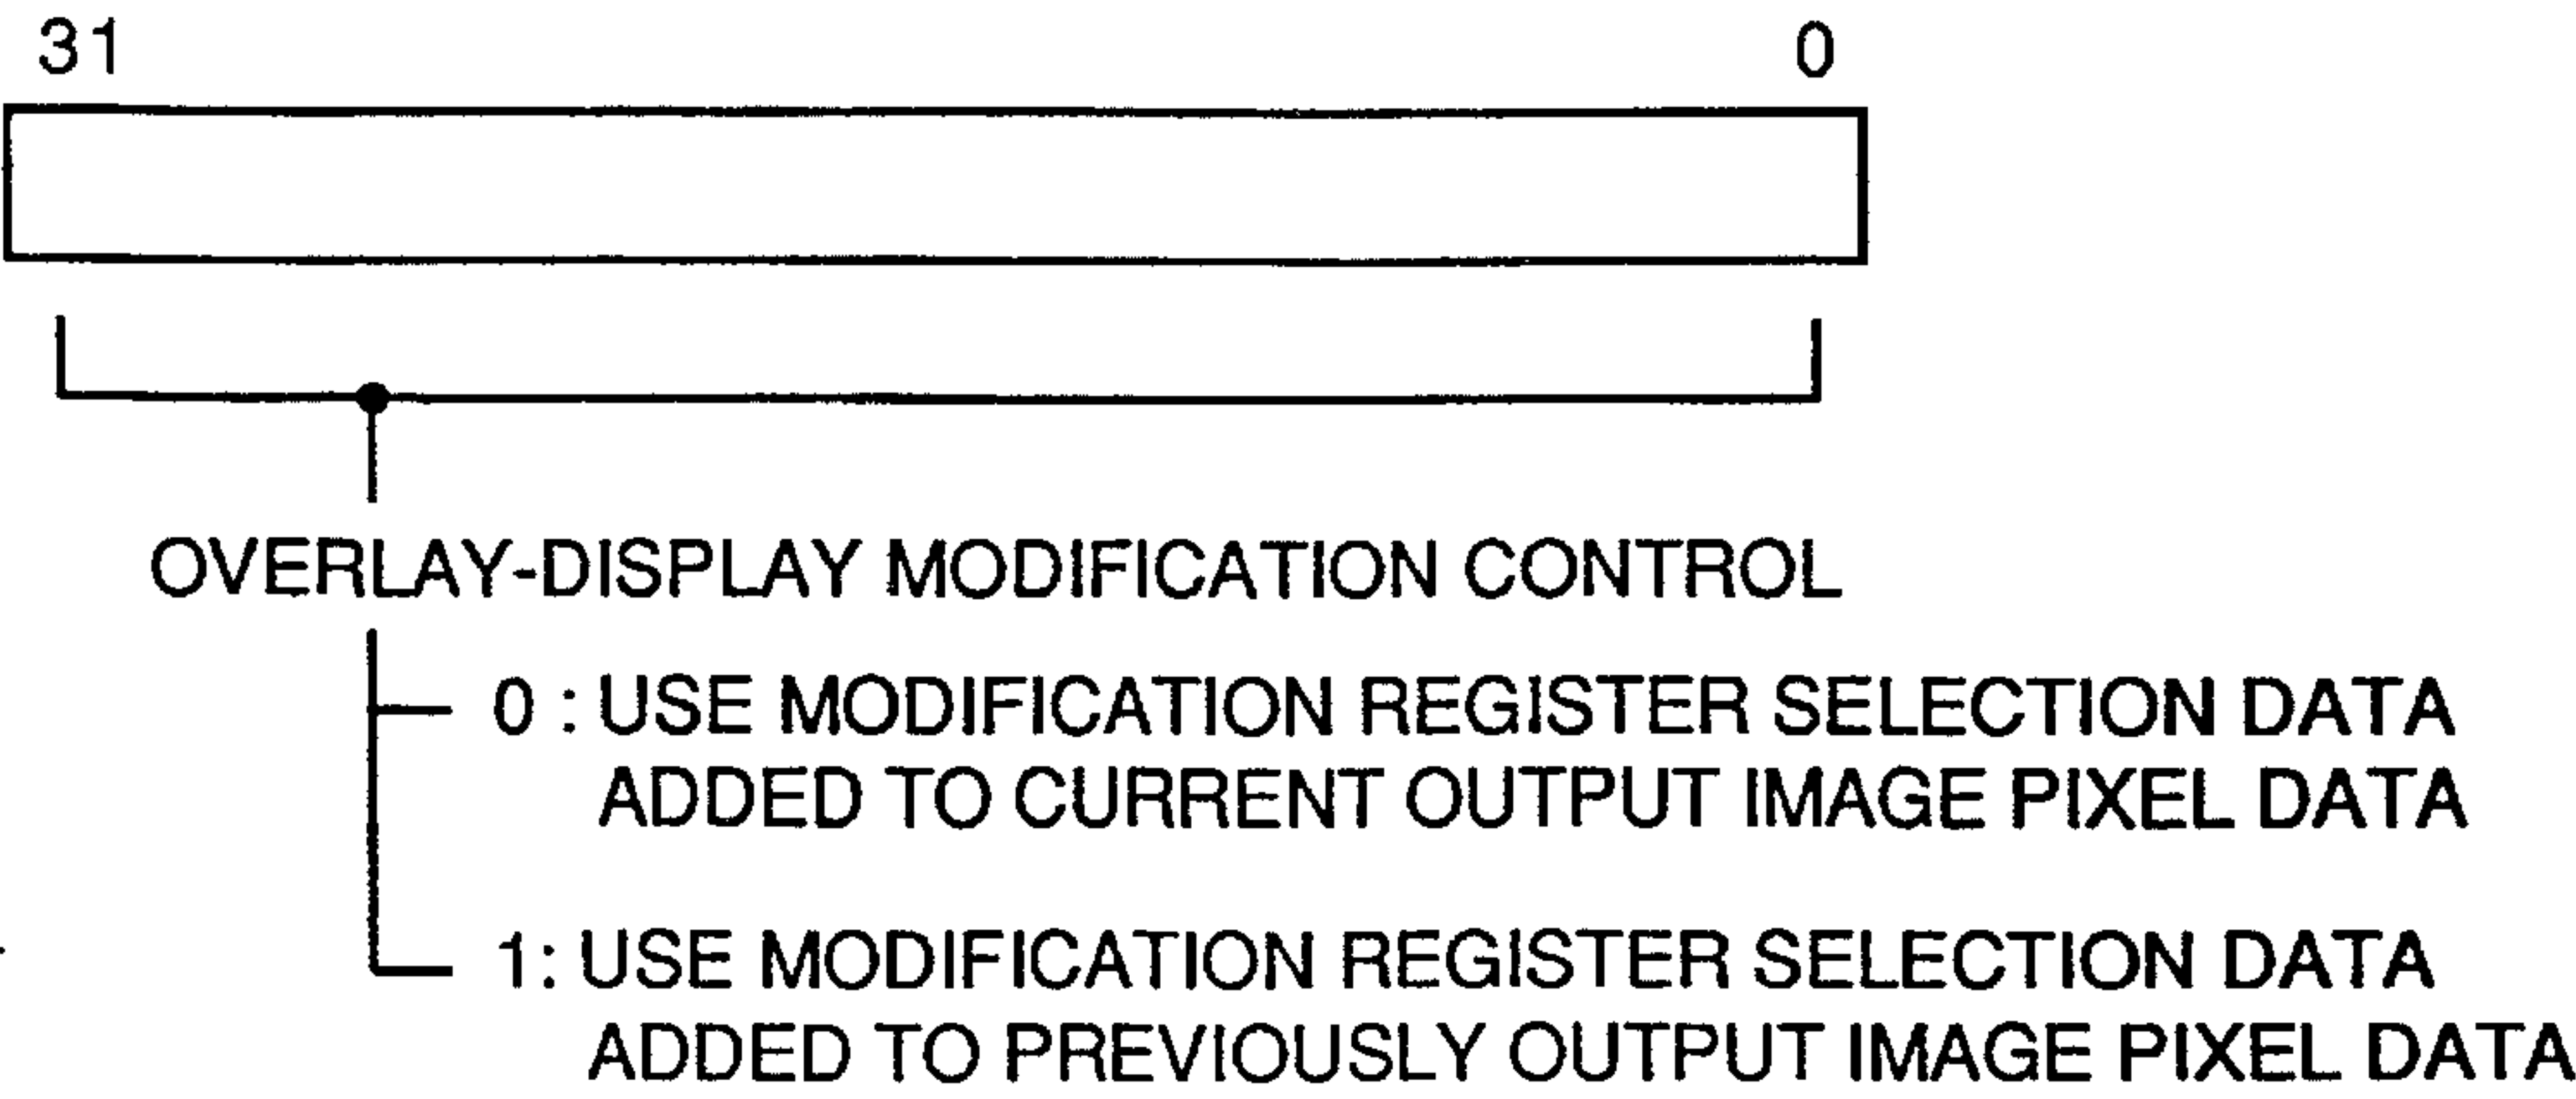 31 0
OVERLAY-DISPLAY MODIFICATION CONTROL
0 : USE MODIFICATION REGISTER SELECTION DATA
ADDED TO CURRENT OUTPUT IMAGE PIXEL DATA
1: USE MODIFICATION REGISTER SELECTION DATA
ADDED TO PREVIOUSLY OUTPUT IMAGE PIXEL DATA